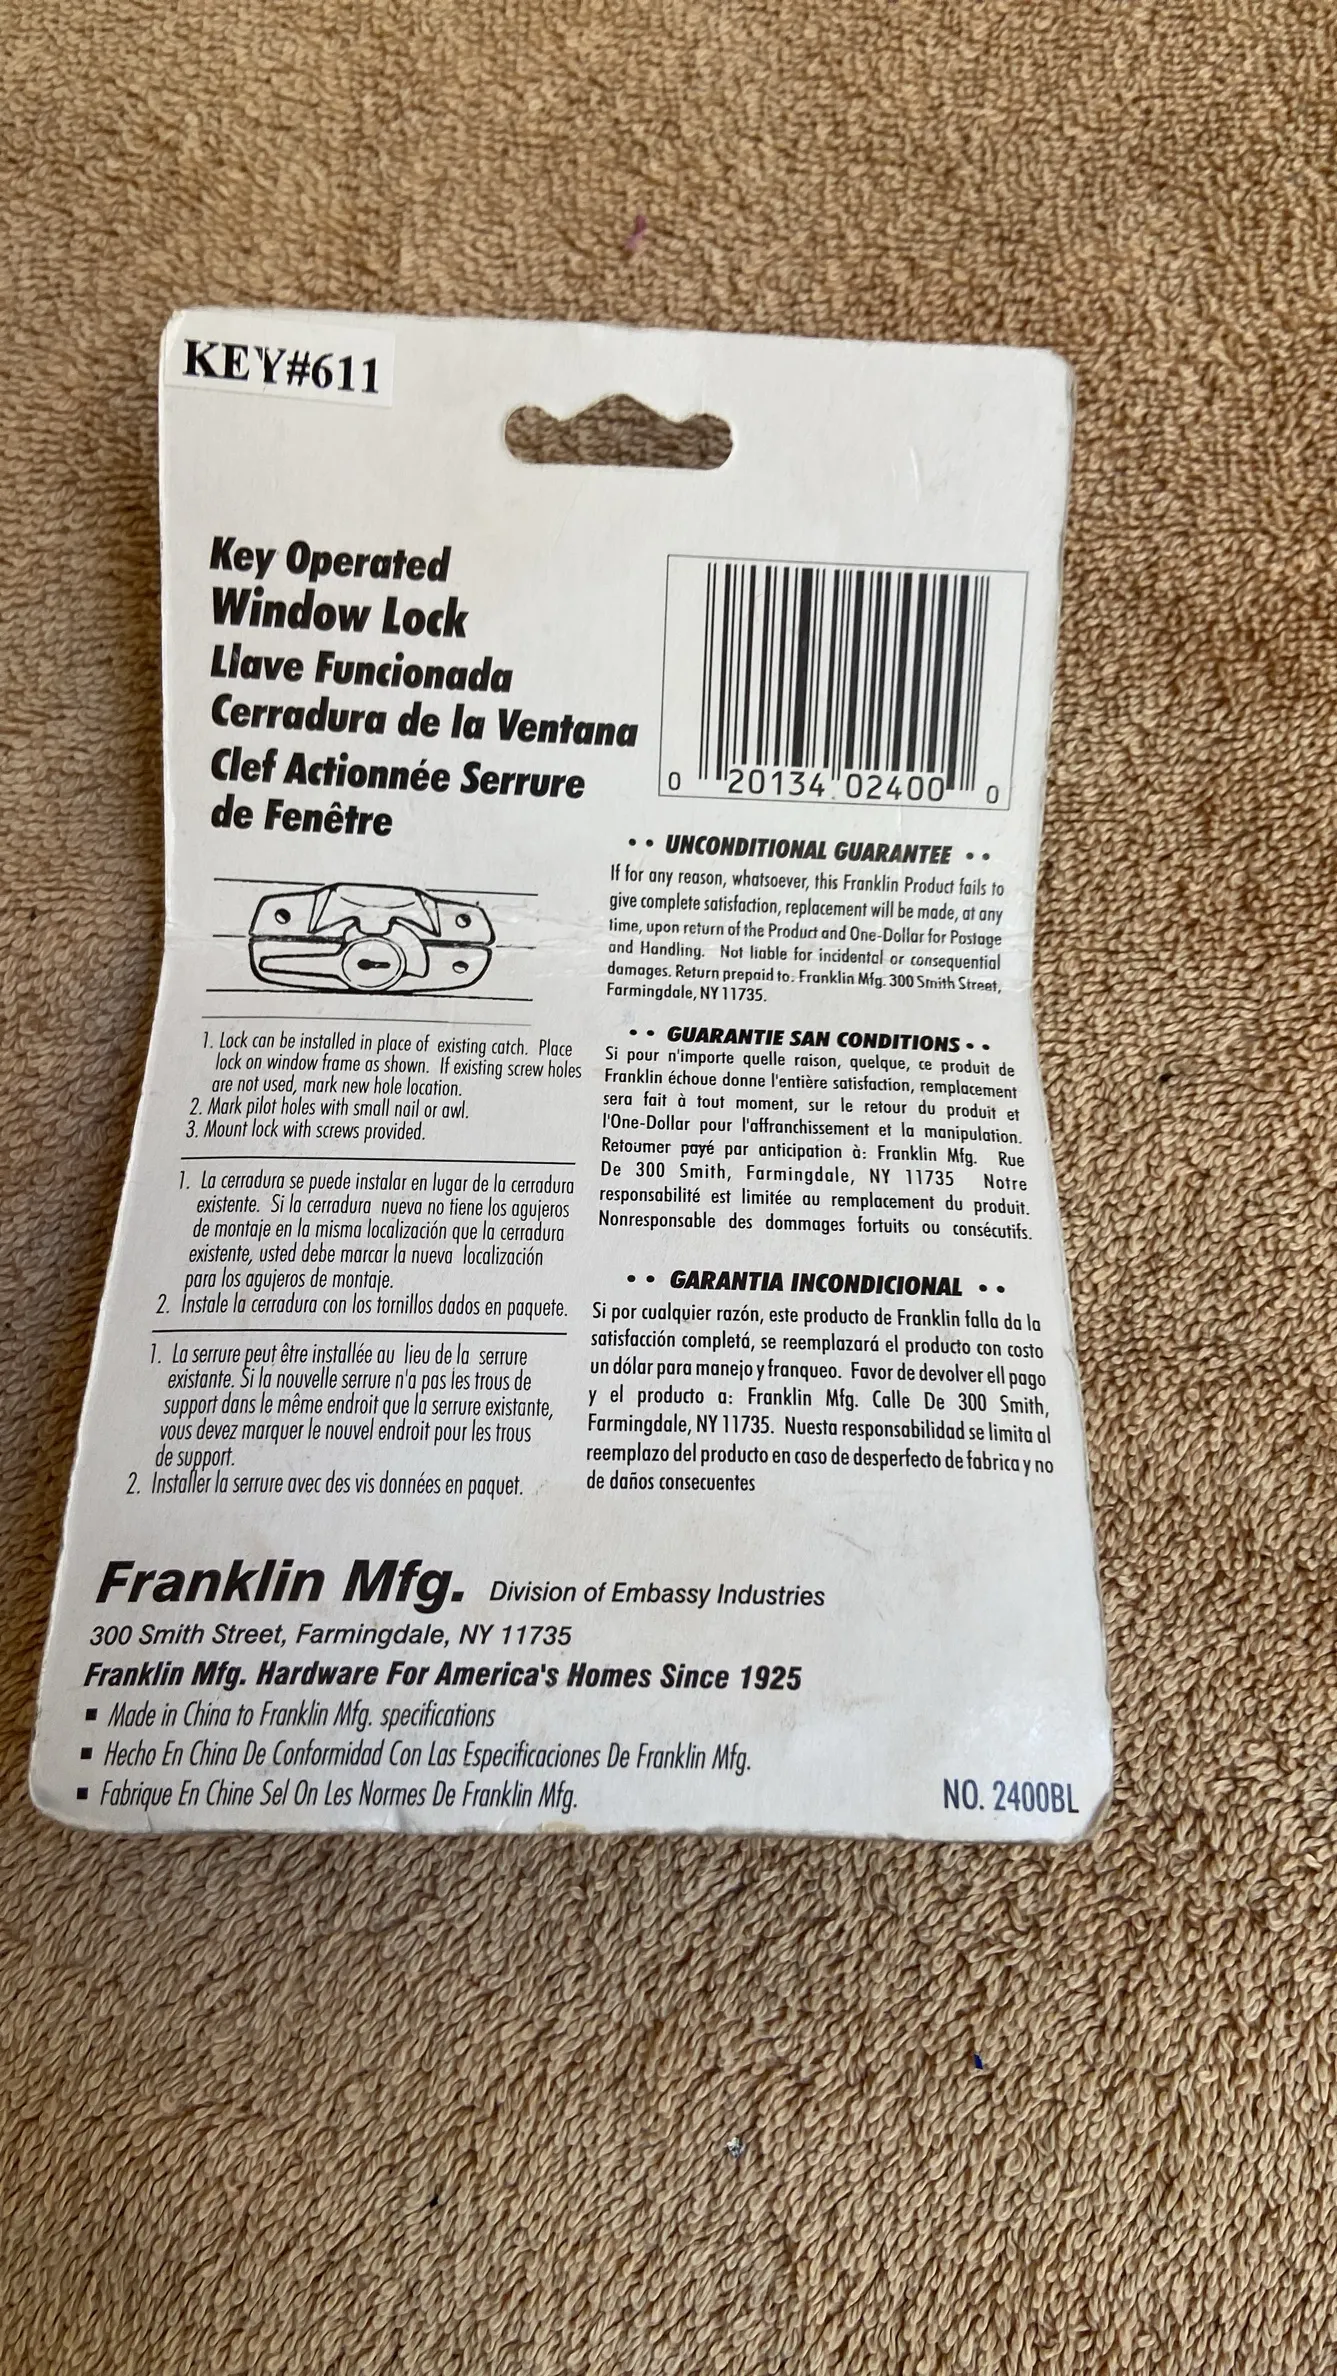 KEY#611
Key Operated
Window Lock
Llave Funcionada
Cerradura de la Ventana
Clef Actionnée Serrure
de Fenêtre
0 20134 02400 0
1. Lock can be installed in place of existing catch. Place
lock on window frame as shown. If existing screw holes
are not used, mark new hole location.
2. Mark pilot holes with small nail or awl.
3. Mount lock with screws provided.
1. La cerradura se puede instalar en lugar de la cerradura
existente. Si la cerradura nueva no tiene los agujeros
de montaje en la misma localización que la cerradura
existente, usted debe marcar la nueva localización
para los agujeros de montaje.
2. Instale la cerradura con los tornillos dados en paquete.
1. La serrure peut être installée au lieu de la serrure
existante. Si la nouvelle serrure n'a pas les trous de
support dans le même endroit que la serrure existante,
vous devez marquer le nouvel endroit pour les trous
de support.
2. Installer la serrure avec des vis données en paquet.
•• UNCONDITIONAL GUARANTEE ••
If for any reason, whatsoever, this Franklin Product fails to
give complete satisfaction, replacement will be made, at any
time, upon return of the Product and One-Dollar for Postage
and Handling. Not liable for incidental or consequential
damages. Return prepaid to. Franklin Mfg. 300 Smith Street,
Farmingdale, NY 11735.
•• GUARANTIE SAN CONDITIONS ••
Si pour n'importe quelle raison, quelque, ce produit de
Franklin échoue donne l'entière satisfaction, remplacement
sera fait à tout moment, sur le retour du produit et
l'One-Dollar pour l'affranchissement et la manipulation.
Retoumer payé par anticipation à: Franklin Mfg. Rue
De 300 Smith, Farmingdale, NY 11735 Notre
responsabilité est limitée au remplacement du produit.
Nonresponsable des dommages fortuits ou consécutifs.
•• GARANTIA INCONDICIONAL ••
Si por cualquier razón, este producto de Franklin falla da la
satisfacción completá, se reemplazará el producto con costo
un dólar para manejo y franqueo. Favor de devolver ell pago
y el producto a: Franklin Mfg. Calle De 300 Smith,
Farmingdale, NY 11735. Nuesta responsabilidad se limita al
reemplazo del producto en caso de desperfecto de fabrica y no
de daños consecuentes
Franklin Mfg. Division of Embassy Industries
300 Smith Street, Farmingdale, NY 11735
Franklin Mfg. Hardware For America's Homes Since 1925
▪ Made in China to Franklin Mfg. specifications
▪ Hecho En China De Conformidad Con Las Especificaciones De Franklin Mfg.
▪ Fabrique En Chine Sel On Les Normes De Franklin Mfg.
NO. 2400BL